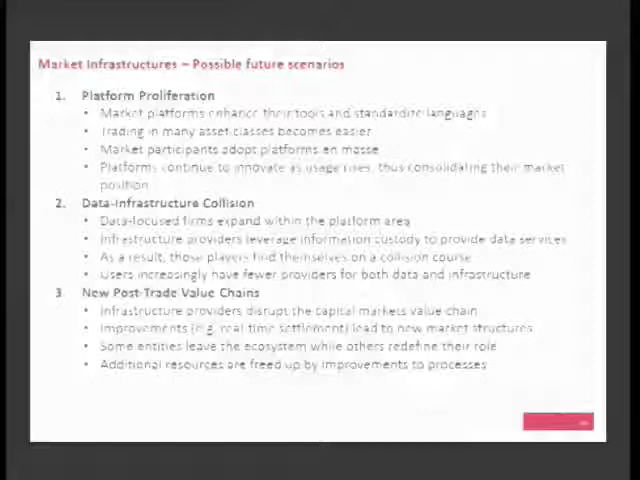 Market Infrastructures – Possible future scenarios
1. Platform Proliferation
• Market platforms enhance their tools and standardize languages
• Trading in many asset classes becomes easier
• Market participants adopt platforms en masse
• Platforms continue to innovate as usage rises, thus consolidating their market
position
2. Data-Infrastructure Collision
• Data-focused firms expand within the platform area
• Infrastructure providers leverage information custody to provide data services
• As a result, those players find themselves on a collision course
• Users increasingly have fewer providers for both data and infrastructure
3 New Post-Trade Value Chains
• Infrastructure providers disrupt the capital markets value chain
• Improvements (e.g. real-time settlement) lead to new market structures
• Some entities leave the ecosystem while others redefine their role
• Additional resources are freed up by improvements to processes